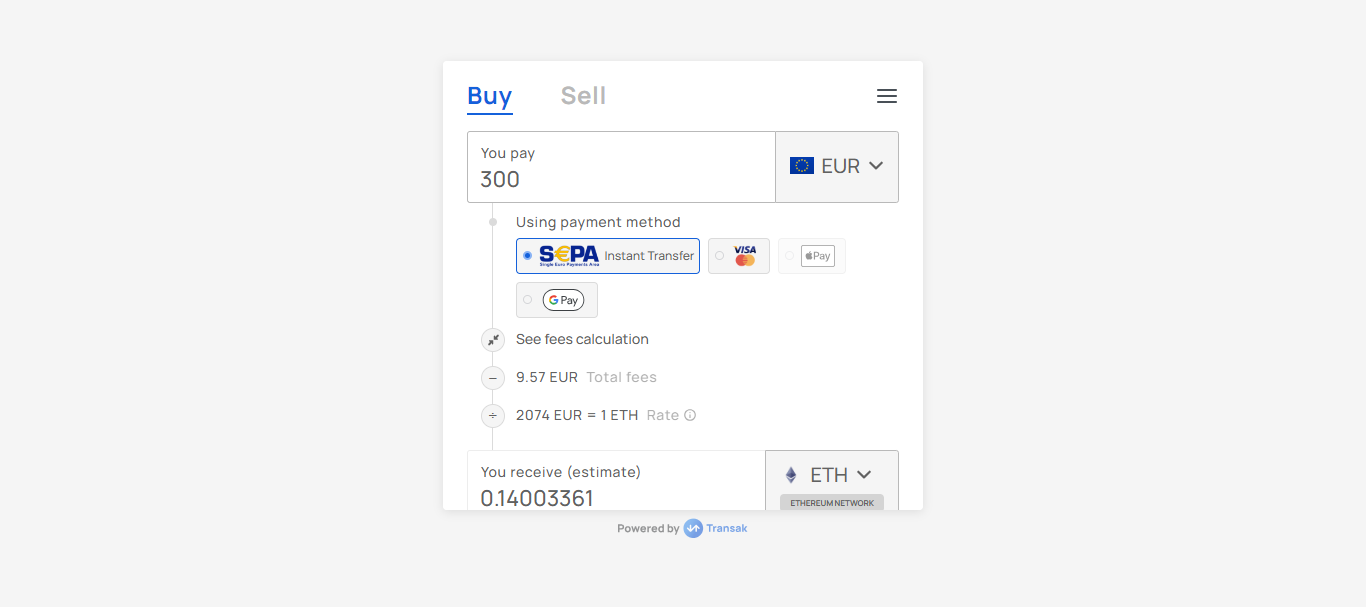 Buy Sell
You pay
300
EUR
Using payment method
S€PA Instant Transfer VISA Pay
Single Euro Payments Area
G Pay
See fees calculation
9.57 EUR Total fees
2074 EUR = 1 ETH Rate
You receive (estimate)
0.14003361
ETH
ETHEREUM NETWORK
Powered by Transak